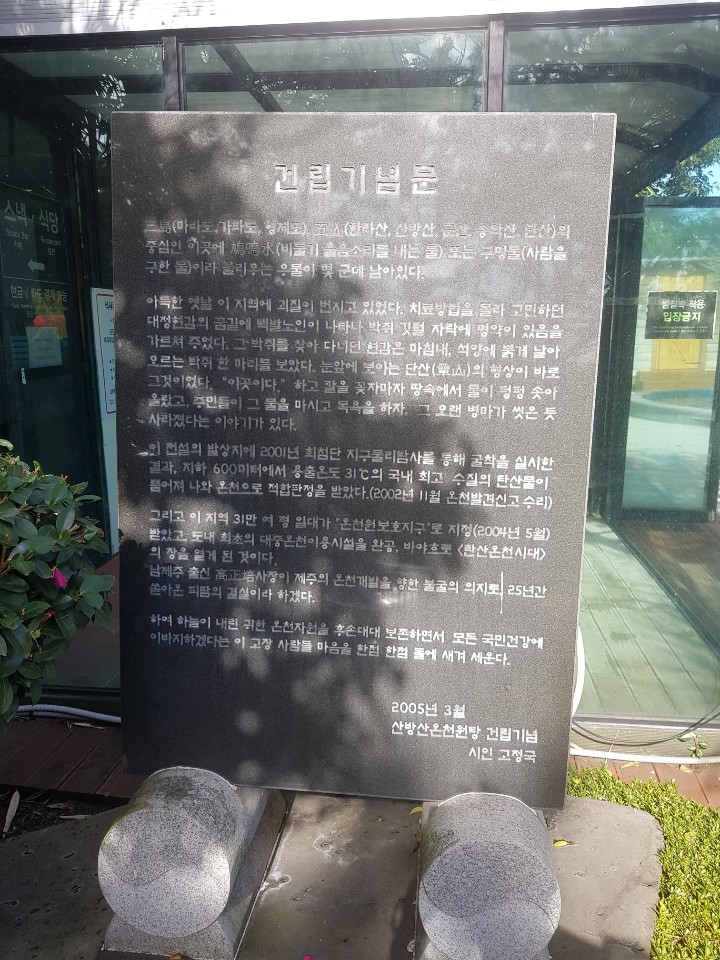 건립기념문
三島(마라도,가파도,형제도), 五山(한라산, 산방산, 군산, 송악산, 단산)의
중심인 이곳에 鳩鳴水(비둘기 울음소리를 내는 물) 또는 구명물(사람을
구한 물)이라 불리우는 용물이 몇 군데 남아있다.
아득한 옛날 이 지역에 괴질이 번지고 있었다. 치료방법을 몰라 고민하던
대정현감의 꿈길에 백발노인이 나타나 박쥐 깃털 자락에 명약이 있음을
가르쳐 주었다. 그 박쥐를 찾아 다니던 현감은 마침내, 석양에 붉게 날아
오르는 박쥐 한 마리를 보았다. 눈앞에 보이는 단산(簞山)의 형상이 바로
그것이었다. "이곳이다." 하고 칼을 꽂자마자 땅속에서 물이 펑펑 솟아
올랐고, 주민들이 그 물을 마시고 목욕을 하자, 그 오랜 병마가 씻은 듯
사라졌다는 이야기가 있다.
이 전설의 발상지에 2001년 최첨단 지구물리탐사를 통해 굴착을 실시한
결과, 지하 600미터에서 용출온도 31℃의 국내 최고 수질의 탄산물이
뿜어져 나와 온천으로 적합판정을 받았다.(2002년 11월 온천발견신고 수리)
그리고 이 지역 31만 여 평 일대가 "온천원보호지구"로 지정(2004년 5월)
받았고, 도내 최초의 대중온천이용시설을 완공, 바야흐로 <탄산온천시대>
의 장을 열게 된 것이다.
남제주 출신 高正培사장이 제주의 온천개발을 향한 불굴의 의지로, 25년간
쏟아온 피땀의 결실이라 하겠다.
하여 하늘이 내린 귀한 온천자원을 후손대대 보존하면서 모든 국민건강에
이바지하겠다는 이 고장 사람들 마음을 한점 한점 돌에 새겨 세운다.
2005년 3월
산방산온천원탕 건립기념
시인 고정국
스낵 · 식당
현금 / 카드 결제 가능
착용
입장금지